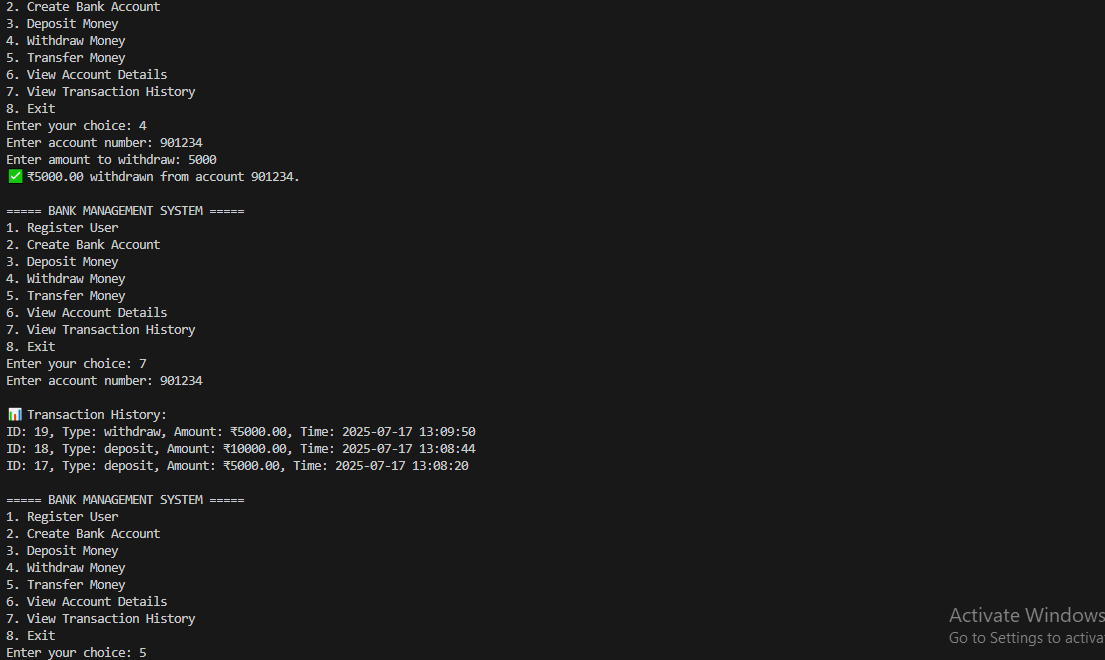 2. Create Bank Account
3. Deposit Money
4. Withdraw Money
5. Transfer Money
6. View Account Details
7. View Transaction History
8. Exit
Enter your choice: 4
Enter account number: 901234
Enter amount to withdraw: 5000
✅ ₹5000.00 withdrawn from account 901234.

===== BANK MANAGEMENT SYSTEM =====
1. Register User
2. Create Bank Account
3. Deposit Money
4. Withdraw Money
5. Transfer Money
6. View Account Details
7. View Transaction History
8. Exit
Enter your choice: 7
Enter account number: 901234

📊 Transaction History:
ID: 19, Type: withdraw, Amount: ₹5000.00, Time: 2025-07-17 13:09:50
ID: 18, Type: deposit, Amount: ₹10000.00, Time: 2025-07-17 13:08:44
ID: 17, Type: deposit, Amount: ₹5000.00, Time: 2025-07-17 13:08:20

===== BANK MANAGEMENT SYSTEM =====
1. Register User
2. Create Bank Account
3. Deposit Money
4. Withdraw Money
5. Transfer Money
6. View Account Details
7. View Transaction History
8. Exit
Enter your choice: 5
Activate Windows
Go to Settings to activa